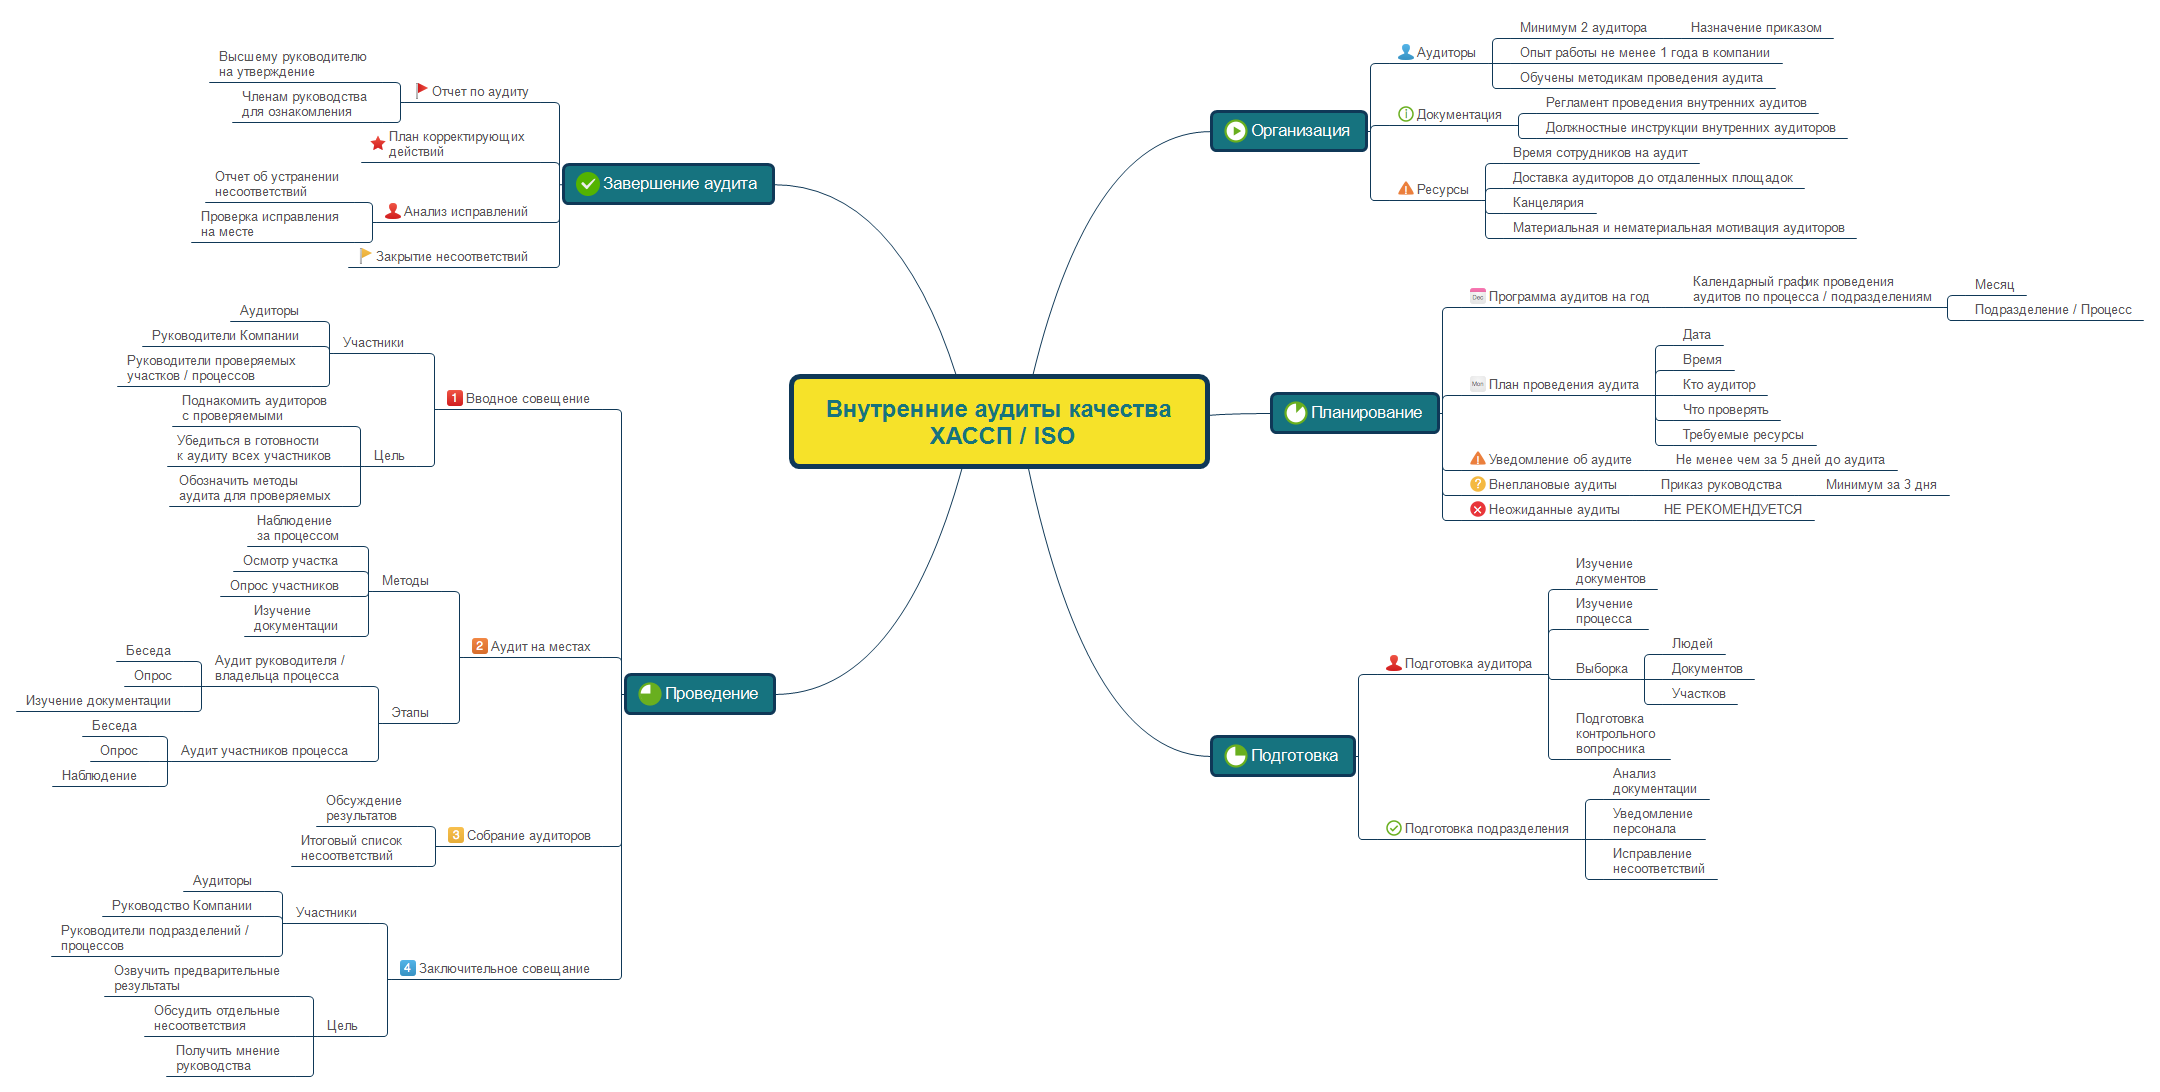 Внутренние аудиты качества
ХАССП / ISO
Организация
Аудиторы
Минимум 2 аудитора
Назначение приказом
Опыт работы не менее 1 года в компании
Обучены методикам проведения аудита
Документация
Регламент проведения внутренних аудитов
Должностные инструкции внутренних аудиторов
Ресурсы
Время сотрудников на аудит
Доставка аудиторов до отдаленных площадок
Канцелярия
Материальная и нематериальная мотивация аудиторов
Планирование
Dec
Программа аудитов на год
Календарный график проведения
аудитов по процесса / подразделениям
Месяц
Подразделение / Процесс
Mon
План проведения аудита
Дата
Время
Кто аудитор
Что проверять
Требуемые ресурсы
Уведомление об аудите
Не менее чем за 5 дней до аудита
Внеплановые аудиты
Приказ руководства
Минимум за 3 дня
Неожиданные аудиты
НЕ РЕКОМЕНДУЕТСЯ
Подготовка
Подготовка аудитора
Изучение
документов
Изучение
процесса
Выборка
Людей
Документов
Участков
Подготовка
контрольного
вопросника
Подготовка подразделения
Анализ
документации
Уведомление
персонала
Исправление
несоответствий
Завершение аудита
Отчет по аудиту
Высшему руководителю
на утверждение
Членам руководства
для ознакомления
План корректирующих
действий
Анализ исправлений
Отчет об устранении
несоответствий
Проверка исправления
на месте
Закрытие несоответствий
Проведение
1 Вводное совещение
Участники
Аудиторы
Руководители Компании
Руководители проверяемых
участков / процессов
Цель
Поднакомить аудиторов
с проверяемыми
Убедиться в готовности
к аудиту всех участников
Обозначить методы
аудита для проверяемых
2 Аудит на местах
Методы
Наблюдение
за процессом
Осмотр участка
Опрос участников
Изучение
документации
Этапы
Аудит руководителя /
владельца процесса
Беседа
Опрос
Изучение документации
Аудит участников процесса
Беседа
Опрос
Наблюдение
3 Собрание аудиторов
Обсуждение
результатов
Итоговый список
несоответствий
4 Заключительное совещание
Участники
Аудиторы
Руководство Компании
Руководители подразделений /
процессов
Цель
Озвучить предварительные
результаты
Обсудить отдельные
несоответствия
Получить мнение
руководства